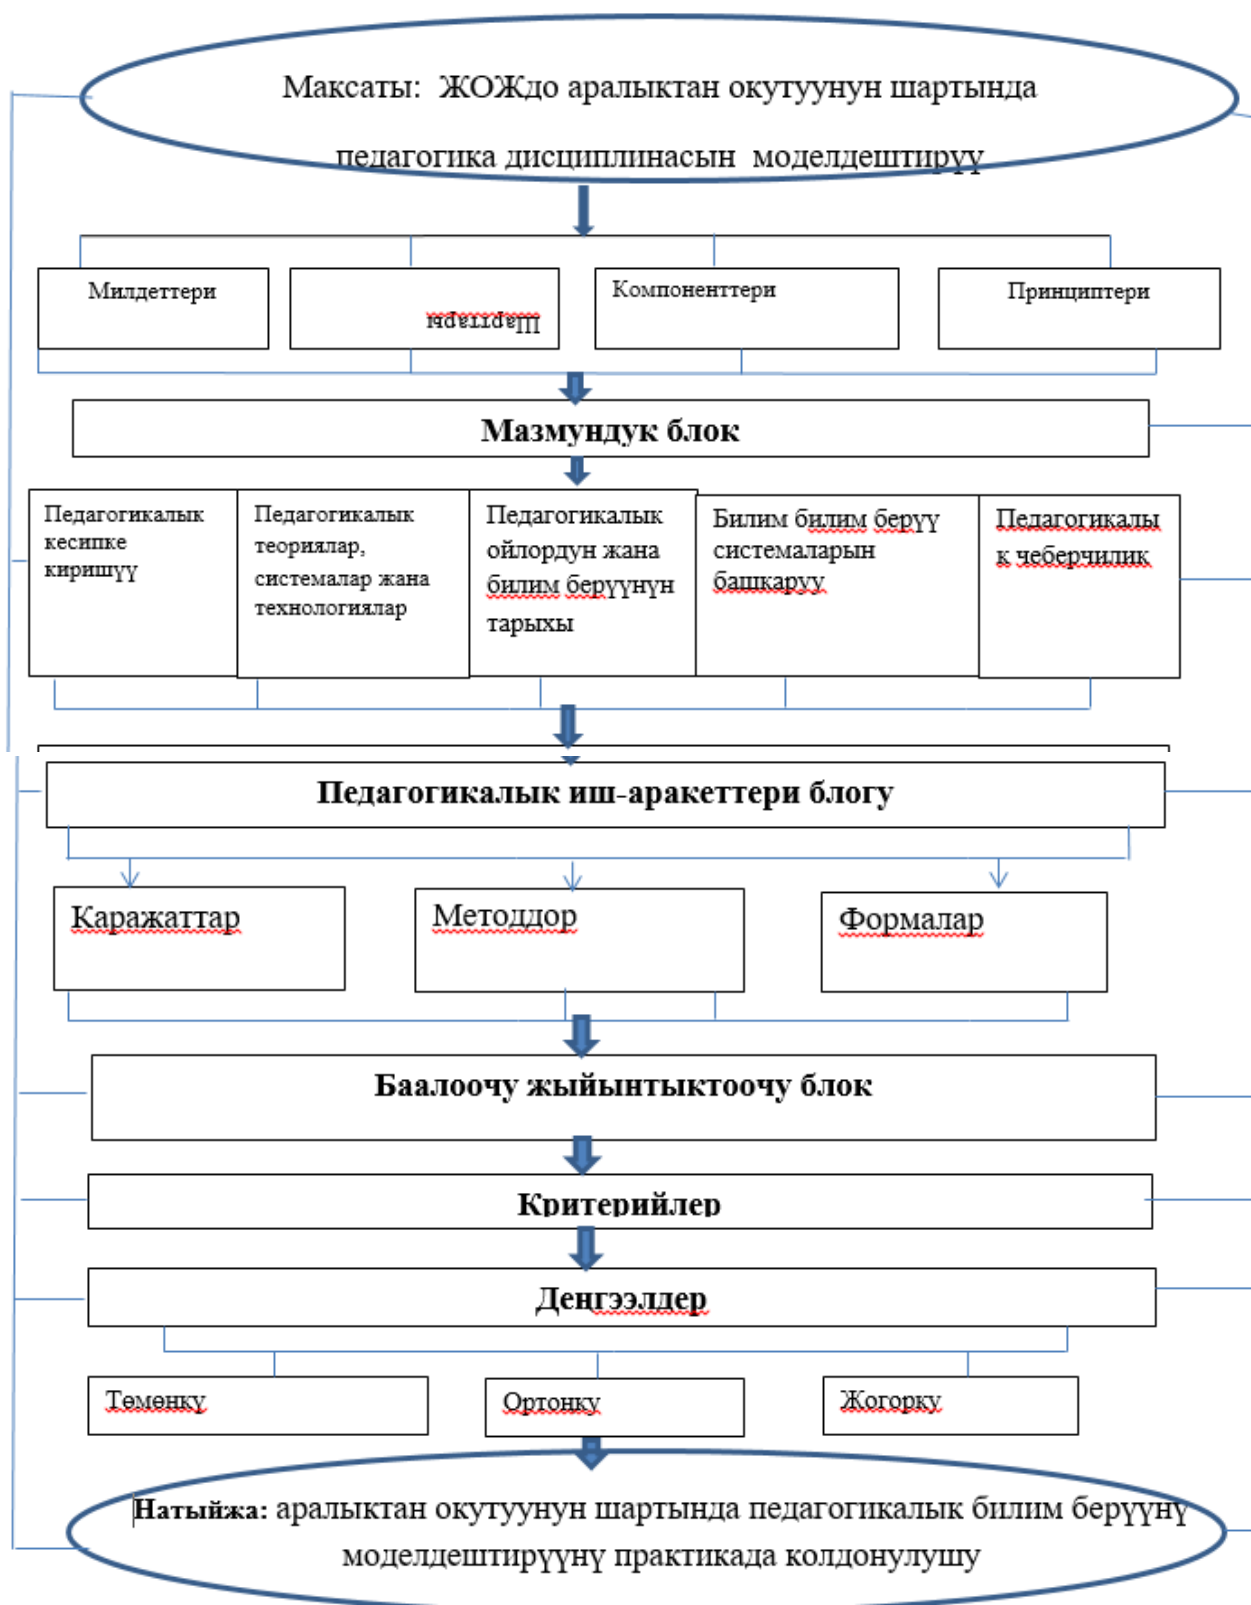 Максаты: ЖОЖдо аралыктан окутуунун шартында
педагогика дисциплинасын моделдештирүү
Милдеттери
Шарттары
Компоненттери
Принциптери
Мазмундук блок
Педагогикалык
кесипке
киришүү
Педагогикалык
теориялар,
системалар жана
технологиялар
Педагогикалык
ойлордун жана
билим берүүнүн
тарыхы
Билим билим берүү
системаларын
башкаруу
Педагогикалы
к чеберчилик
Педагогикалык иш-аракеттери блогу
Каражаттар
Методдор
Формалар
Баалоочу жыйынтыктоочу блок
Критерийлер
Деңгээлдер
Төмөнкү
Ортонку
Жогорку
Натыйжа: аралыктан окутуунун шартында педагогикалык билим берүүнү
моделдештирүүнү практикада колдонулушу